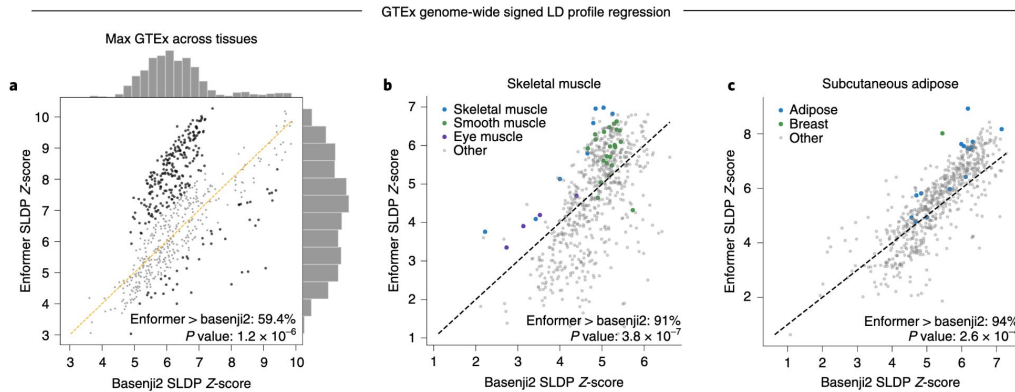 GTEx genome-wide signed LD profile regression
a
Max GTEx across tissues
Enformer SLDP Z-score
10
9
8
7
6
5
4
3
3 4 5 6 7 8 9 10
Basenji2 SLDP Z-score
Enformer > basenji2: 59.4%
P value: 1.2 × 10⁻⁶
b
Skeletal muscle
Enformer SLDP Z-score
7
6
5
4
3
2
1
1 2 3 4 5 6
Basenji2 SLDP Z-score
Skeletal muscle
Smooth muscle
Eye muscle
Other
Enformer > basenji2: 91%
P value: 3.8 × 10⁻⁷
c
Subcutaneous adipose
Enformer SLDP Z-score
8
6
4
2
1 2 3 4 5 6 7
Basenji2 SLDP Z-score
Adipose
Breast
Other
Enformer > basenji2: 94%
P value: 2.6 × 10⁻